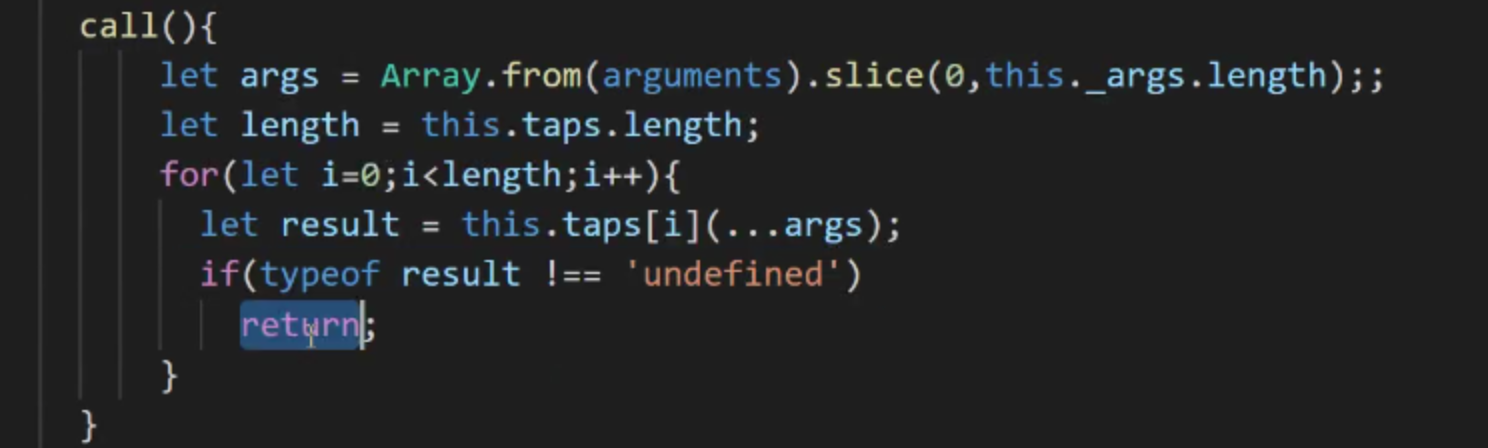 call(){
let args = Array.from(arguments).slice(0,this._args.length);;
let length = this.taps.length;
for(let i=0;i<length;i++){
let result = this.taps[i](...args);
if(typeof result !== 'undefined')
return;
}
}